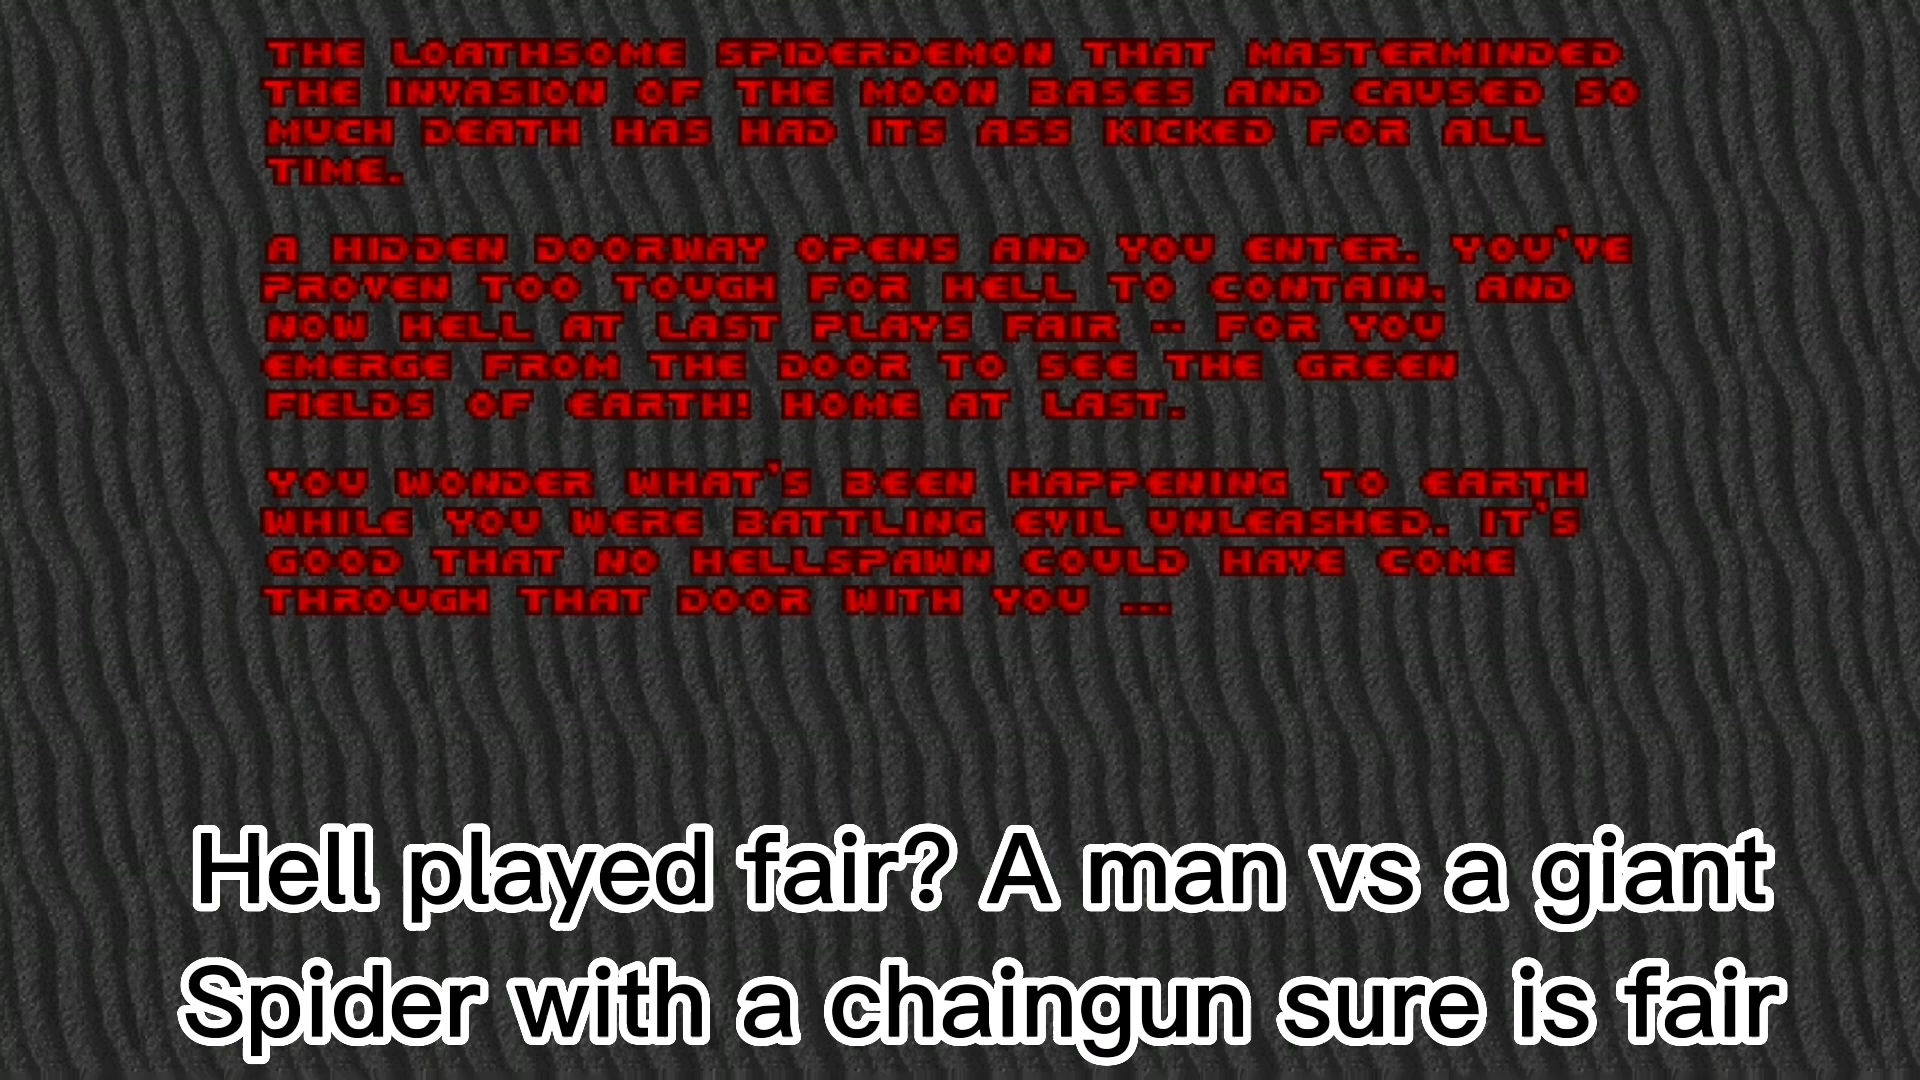 THE LOATHSOME SPIDERDEMON THAT MASTERMINDED
THE INVASION OF THE MOON BASES AND CAUSED SO
MUCH DEATH HAS HAD ITS ASS KICKED FOR ALL
TIME.
A HIDDEN DOORWAY OPENS AND YOU ENTER. YOU'VE
PROVEN TOO TOUGH FOR HELL TO CONTAIN, AND
NOW HELL AT LAST PLAYS FAIR -- FOR YOU
EMERGE FROM THE DOOR TO SEE THE GREEN
FIELDS OF EARTH! HOME AT LAST.
YOU WONDER WHAT'S BEEN HAPPENING TO EARTH
WHILE YOU WERE BATTLING EVIL UNLEASHED. IT'S
GOOD THAT NO HELLSPAWN COULD HAVE COME
THROUGH THAT DOOR WITH YOU ...
Hell played fair? A man vs a giant
Spider with a chaingun sure is fair